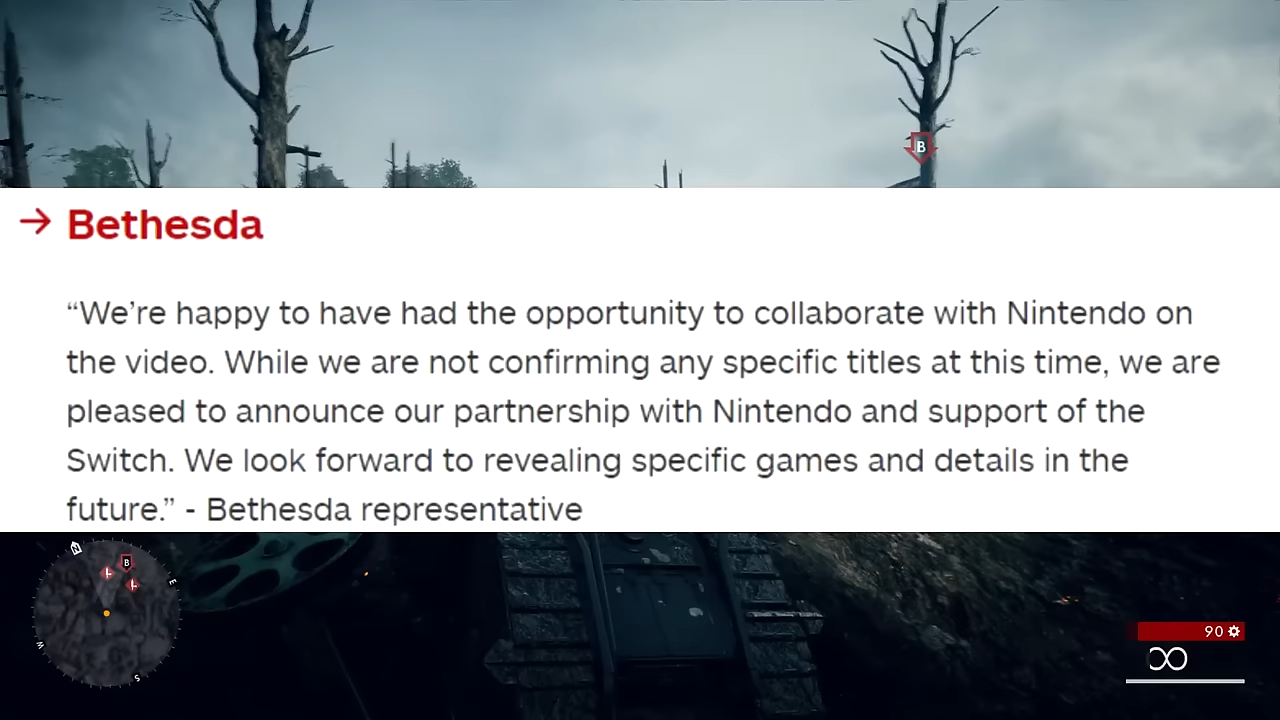 B
→ Bethesda
“We’re happy to have had the opportunity to collaborate with Nintendo on
the video. While we are not confirming any specific titles at this time, we are
pleased to announce our partnership with Nintendo and support of the
Switch. We look forward to revealing specific games and details in the
future.” - Bethesda representative
B
E
W
S
90
∞